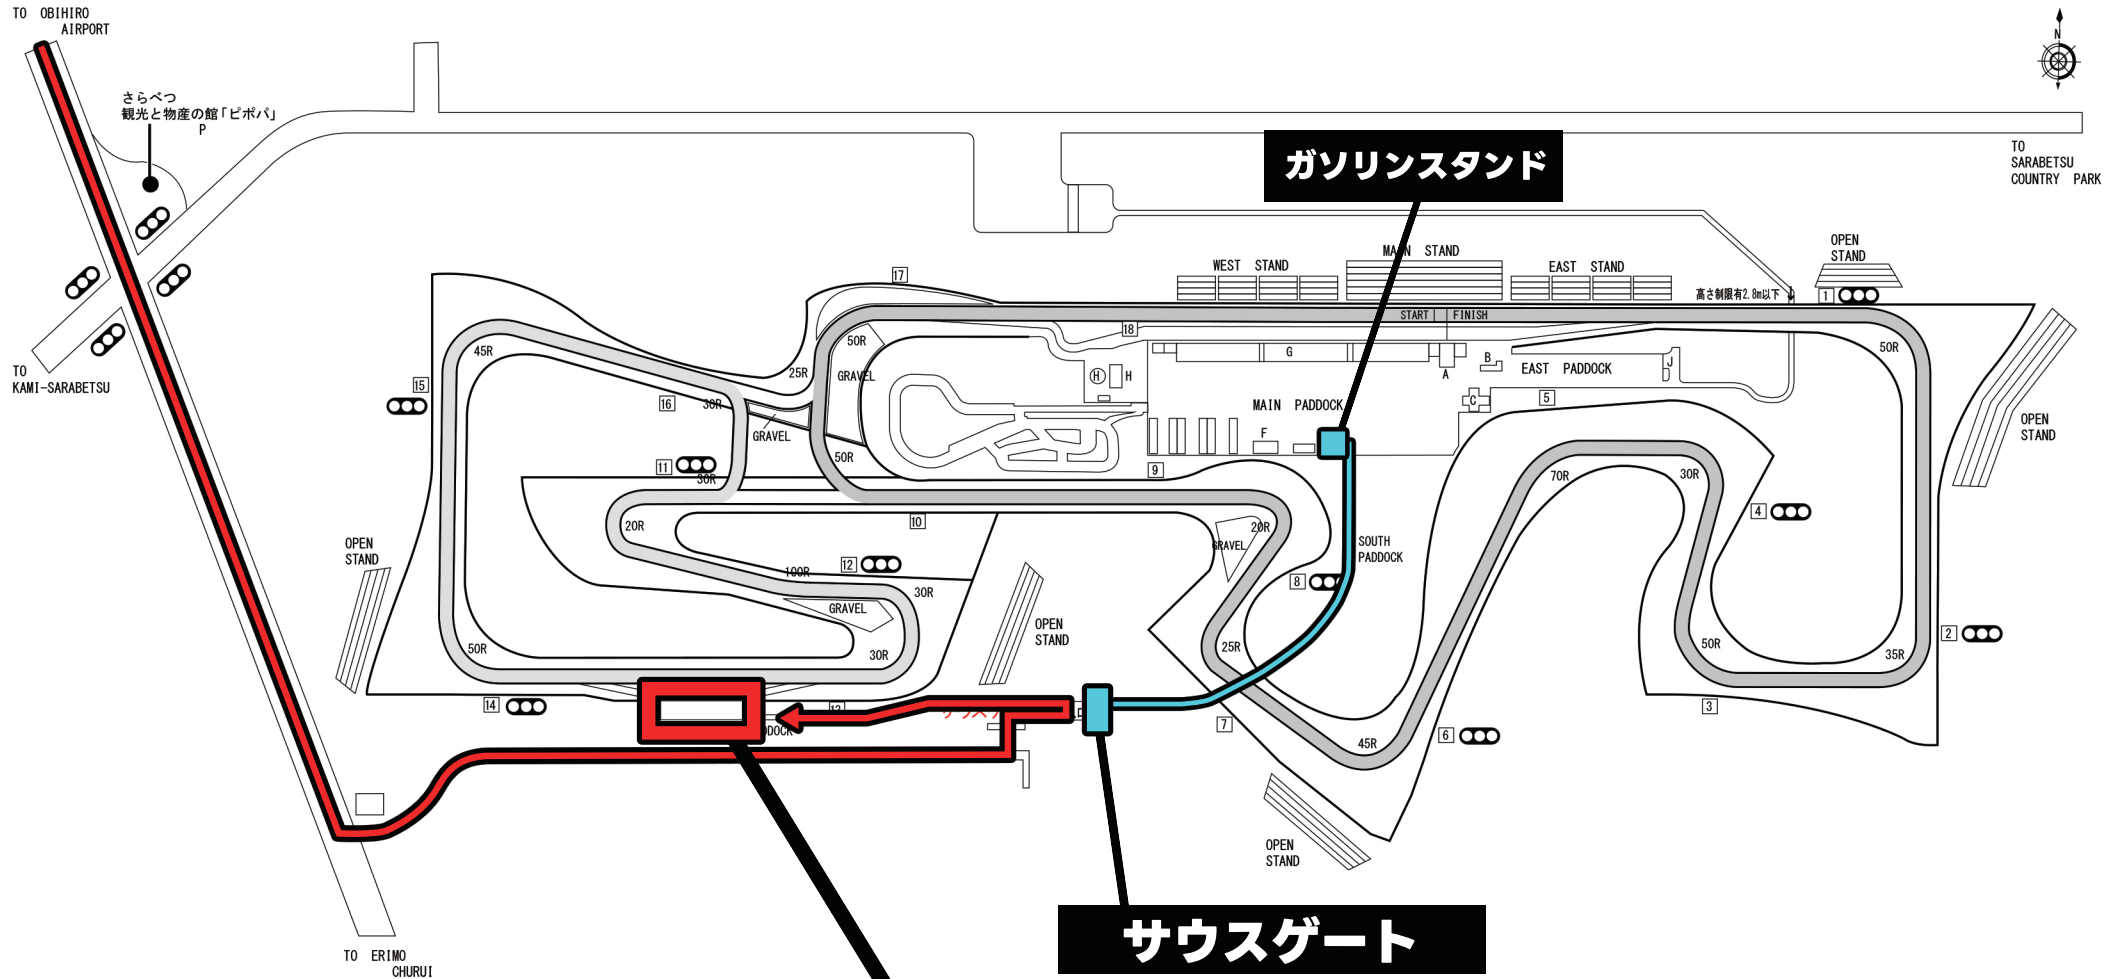 TO OBIHIRO
AIRPORT
N
さらべつ
観光と物産の館「ピポパ」
P
TO
SARABETSU
COUNTRY PARK
ガソリンスタンド
OPEN
STAND
WEST STAND
MAIN STAND
EAST STAND
高さ制限有2.8m以下
1
17
18
START
FINISH
TO
KAMI-SARABETSU
45R
50R
25R
GRAVEL
H
H
G
A
B
EAST PADDOCK
J
50R
15
16
30R
GRAVEL
MAIN PADDOCK
C
5
F
OPEN
STAND
11
30R
50R
9
70R
30R
4
20R
10
20R
GRAVEL
SOUTH
PADDOCK
OPEN
STAND
12
100R
30R
8
GRAVEL
OPEN
STAND
2
50R
30R
25R
50R
35R
14
13
7
3
6
45R
OPEN
STAND
サウスゲート
TO ERIMO
CHURUI